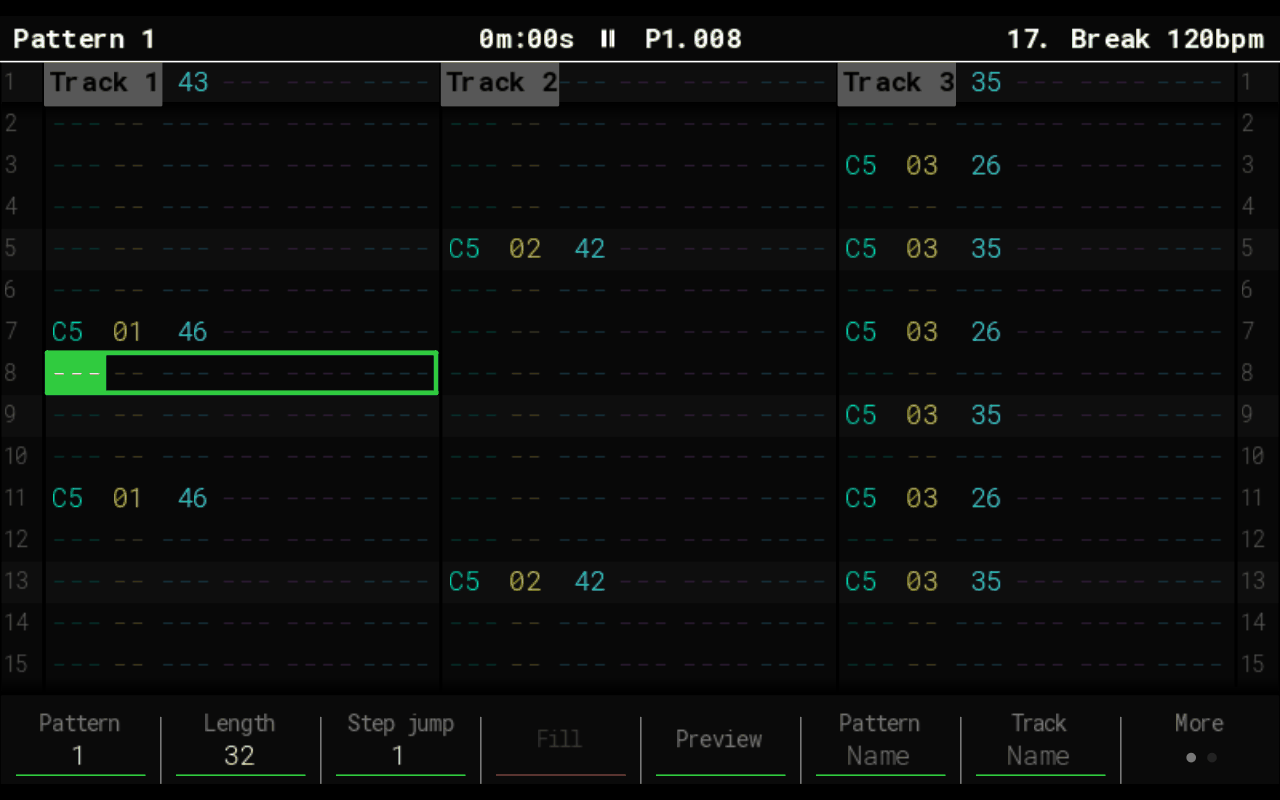 Pattern 1 0m:00s P1.008 17. Break 120bpm
1 Track 1 43 --- ---- ---- Track 2 --- --- ---- ---- Track 3 35 --- ---- ---- 1
2 --- -- --- --- ---- ---- --- -- --- --- ---- ---- --- -- --- --- ---- ---- 2
3 --- -- --- --- ---- ---- --- -- --- --- ---- ---- C5 03 26 --- ---- ---- 3
4 --- -- --- --- ---- ---- --- -- --- --- ---- ---- --- -- --- --- ---- ---- 4
5 --- -- --- --- ---- ---- C5 02 42 --- ---- ---- C5 03 35 --- ---- ---- 5
6 --- -- --- --- ---- ---- --- -- --- --- ---- ---- --- -- --- --- ---- ---- 6
7 C5 01 46 --- ---- ---- --- -- --- --- ---- ---- C5 03 26 --- ---- ---- 7
8 --- -- --- --- ---- ---- --- -- --- --- ---- ---- --- -- --- --- ---- ---- 8
9 --- -- --- --- ---- ---- --- -- --- --- ---- ---- C5 03 35 --- ---- ---- 9
10 --- -- --- --- ---- ---- --- -- --- --- ---- ---- --- -- --- --- ---- ---- 10
11 C5 01 46 --- ---- ---- --- -- --- --- ---- ---- C5 03 26 --- ---- ---- 11
12 --- -- --- --- ---- ---- --- -- --- --- ---- ---- --- -- --- --- ---- ---- 12
13 --- -- --- --- ---- ---- C5 02 42 --- ---- ---- C5 03 35 --- ---- ---- 13
14 --- -- --- --- ---- ---- --- -- --- --- ---- ---- --- -- --- --- ---- ---- 14
15 --- -- --- --- ---- ---- --- -- --- --- ---- ---- --- -- --- --- ---- ---- 15
Pattern Length Step jump Fill Preview Pattern Track More
1 32 1 Name Name